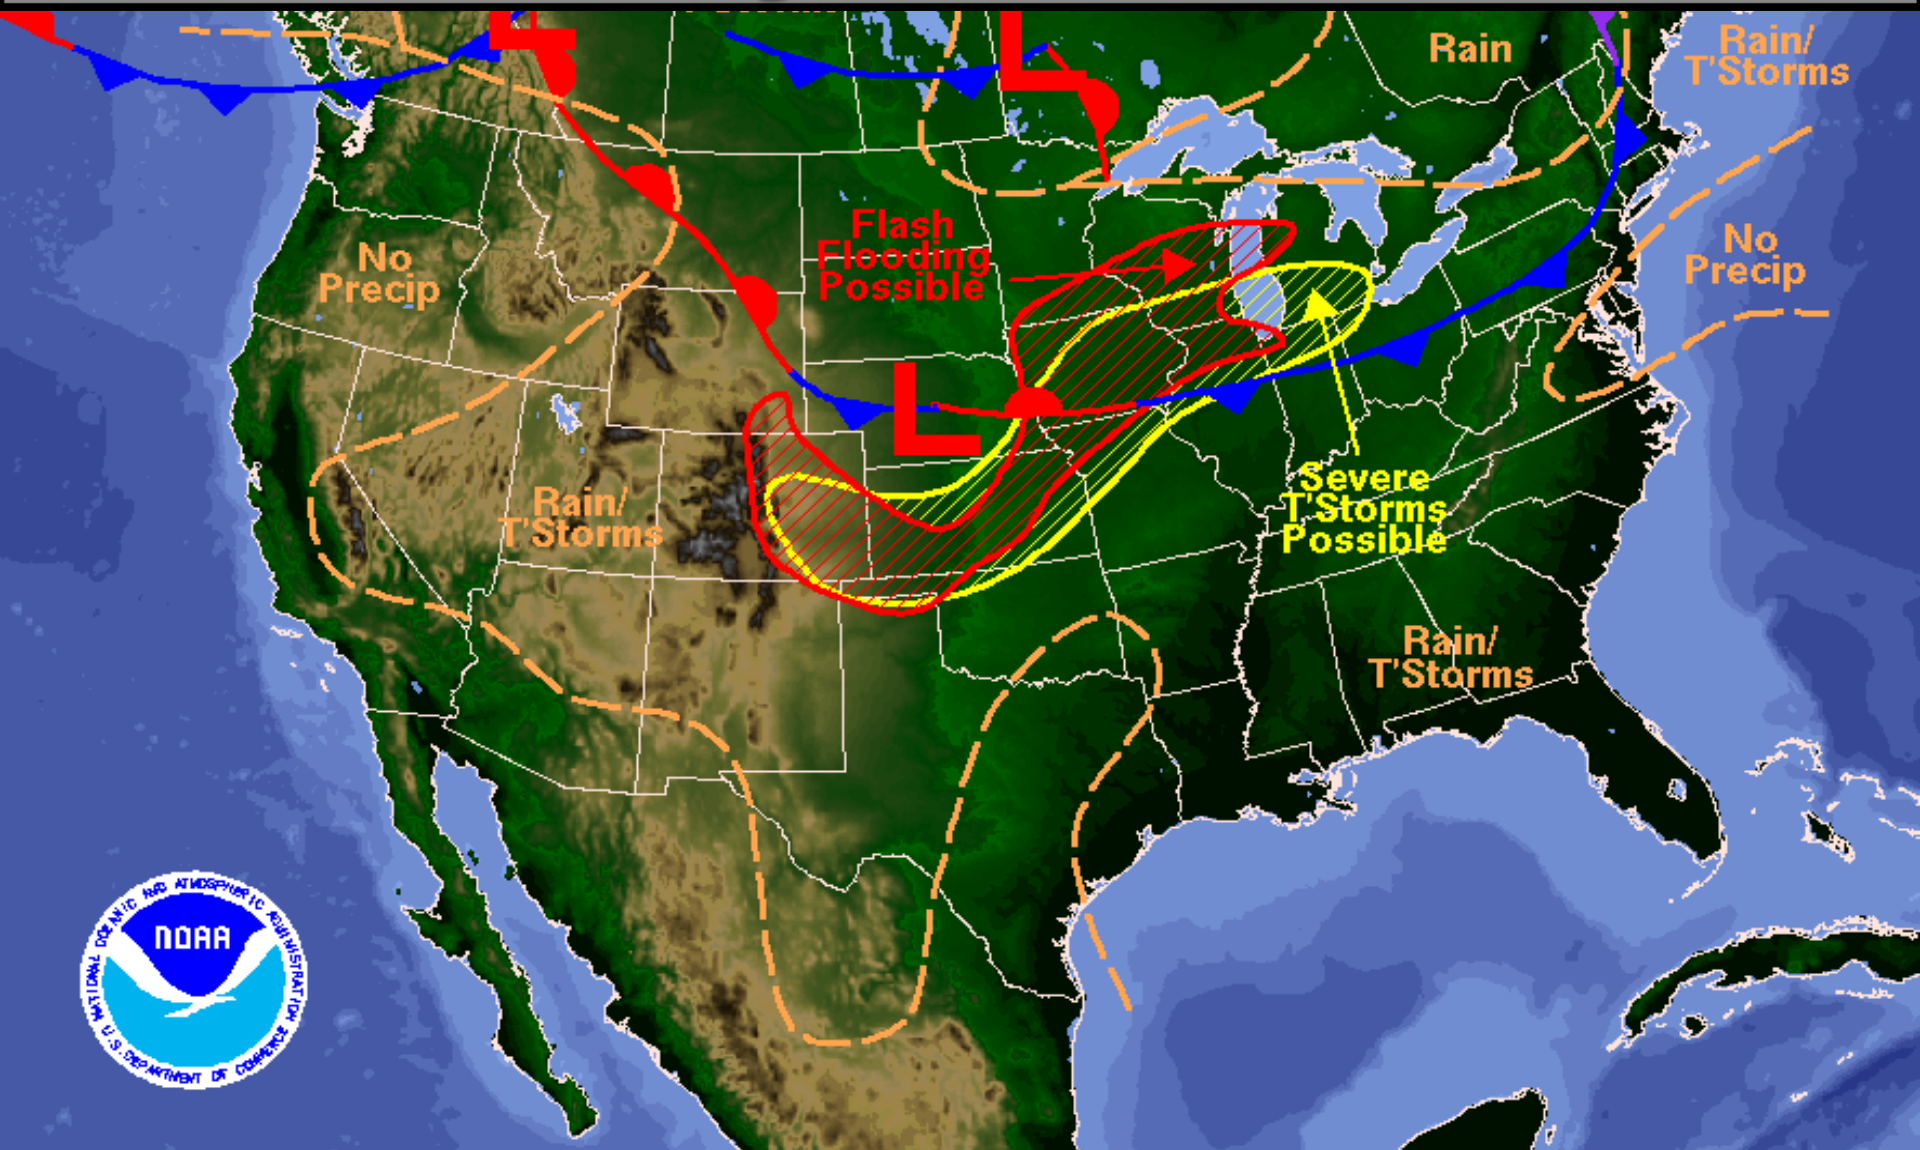 T'Storms
Rain
Rain/
T'Storms
Flash
Flooding
Possible
No
Precip
No
Precip
Severe
T'Storms
Possible
Rain/
T'Storms
Rain/
T'Storms
L
L
L
L
NATIONAL OCEANIC AND ATMOSPHERIC ADMINISTRATION
NOAA
U.S. DEPARTMENT OF COMMERCE